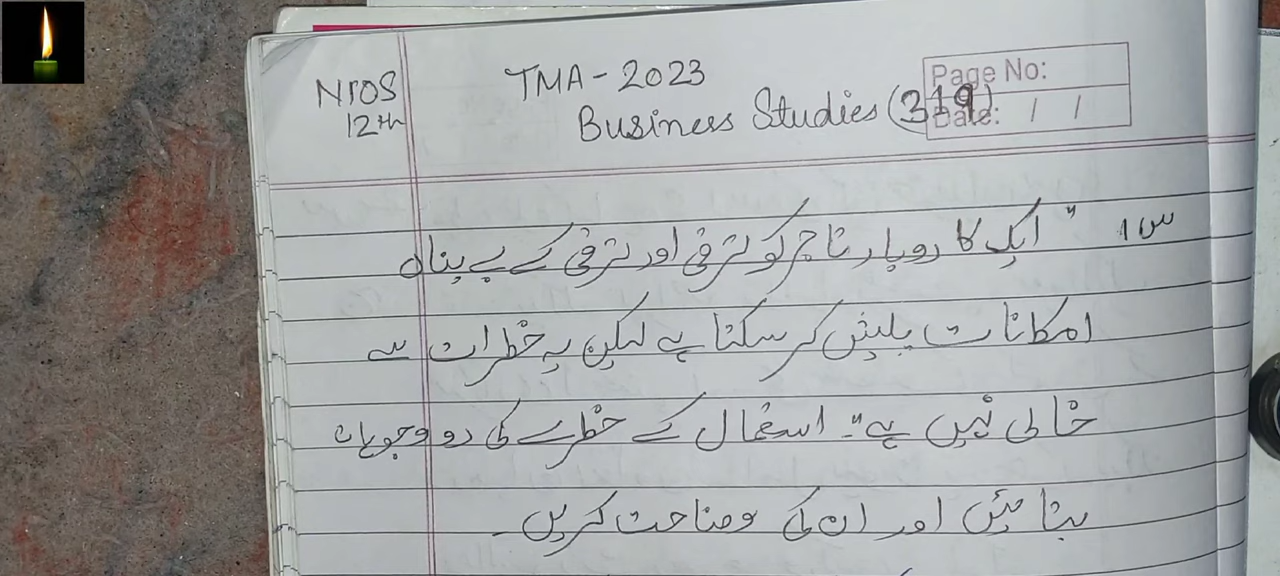 NIOS
12th
TMA - 2023
Business Studies (319)
Page No:
Date: / /
س ۱ " ایک کاروبار تاجر کو ترقی اور ترقی کے بے پناہ
امکانات پیش کر سکتا ہے لیکن یہ خطرات سے
خالی نہیں ہے"۔ استعمال کے خطرے کی دو وجوہات
بتائیں اور ان کی وضاحت کریں۔